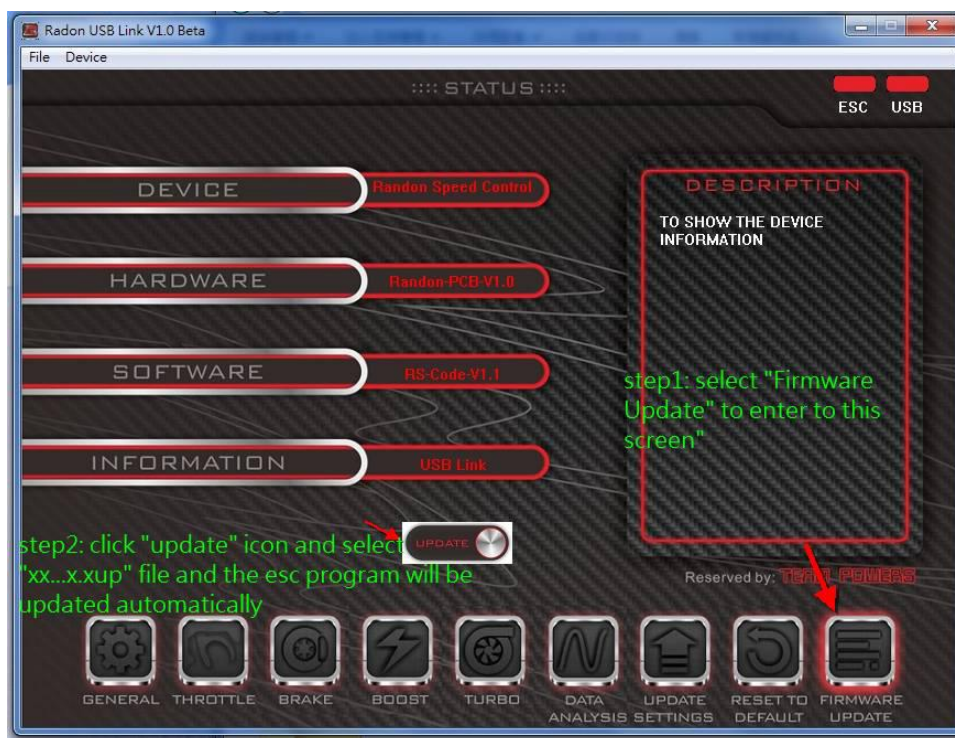 Radon USB Link V1.0 Beta
File Device
:::: STATUS ::::
ESC USB
DEVICE Randon Speed Control
HARDWARE Randon-PCB-V1.0
SOFTWARE RS-Code-V1.1
INFORMATION USB Link
DESCRIPTION
TO SHOW THE DEVICE
INFORMATION
step1: select "Firmware
Update" to enter to this
screen"
step2: click "update" icon and select
"xx...x.xup" file and the esc program will be
updated automatically
UPDATE
Reserved by: TEAM POWERS
GENERAL
THROTTLE
BRAKE
BOOST
TURBO
DATA
ANALYSIS
UPDATE
SETTINGS
RESET TO
DEFAULT
FIRMWARE
UPDATE